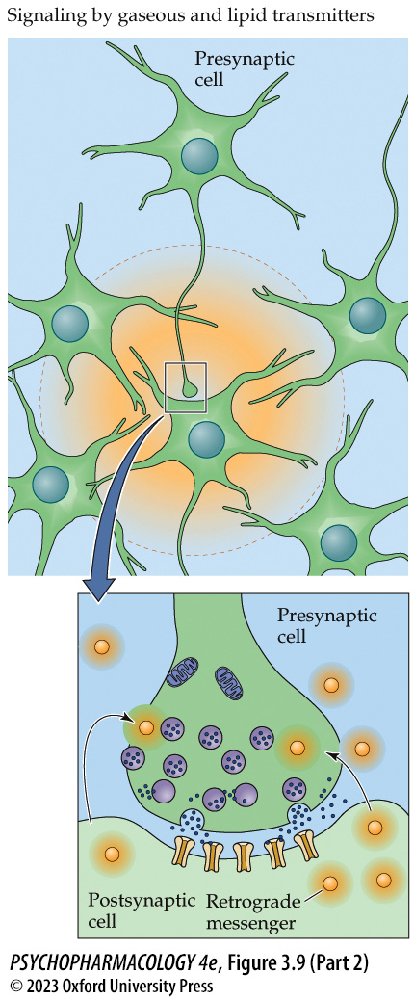 Signaling by gaseous and lipid transmitters
Presynaptic
cell
Presynaptic
cell
Postsynaptic
cell
Retrograde
messenger
PSYCHOPHARMACOLOGY 4e, Figure 3.9 (Part 2)
© 2023 Oxford University Press